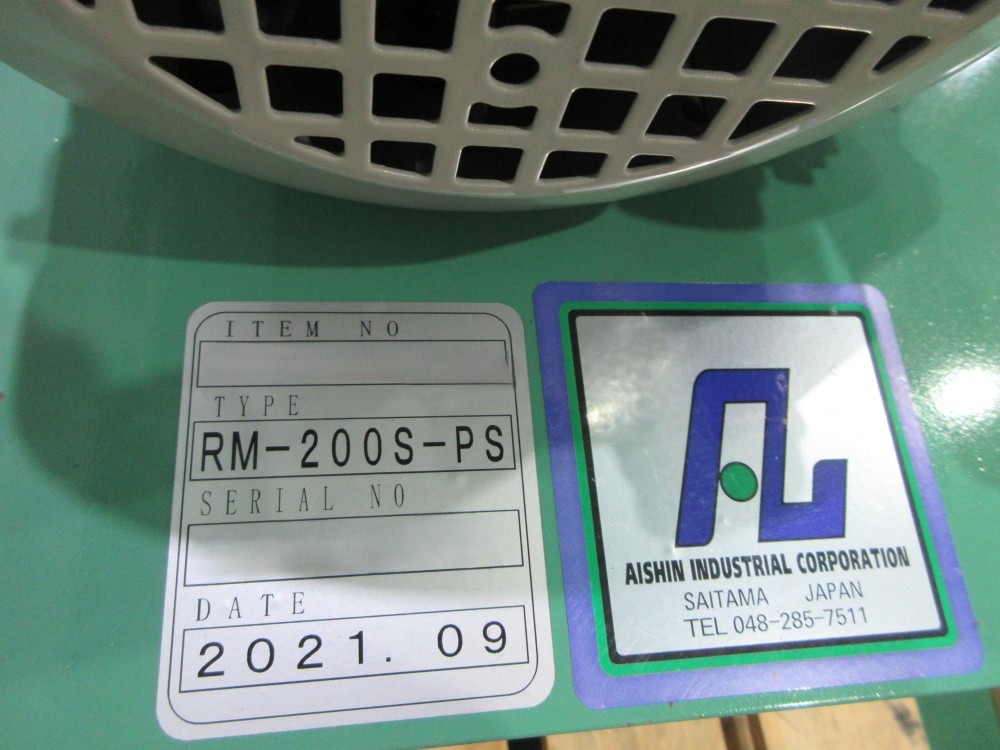 ITEM NO
TYPE
RM-200S-PS
SERIAL NO
DATE
2021. 09
AISHIN INDUSTRIAL CORPORATION
SAITAMA JAPAN
TEL 048-285-7511